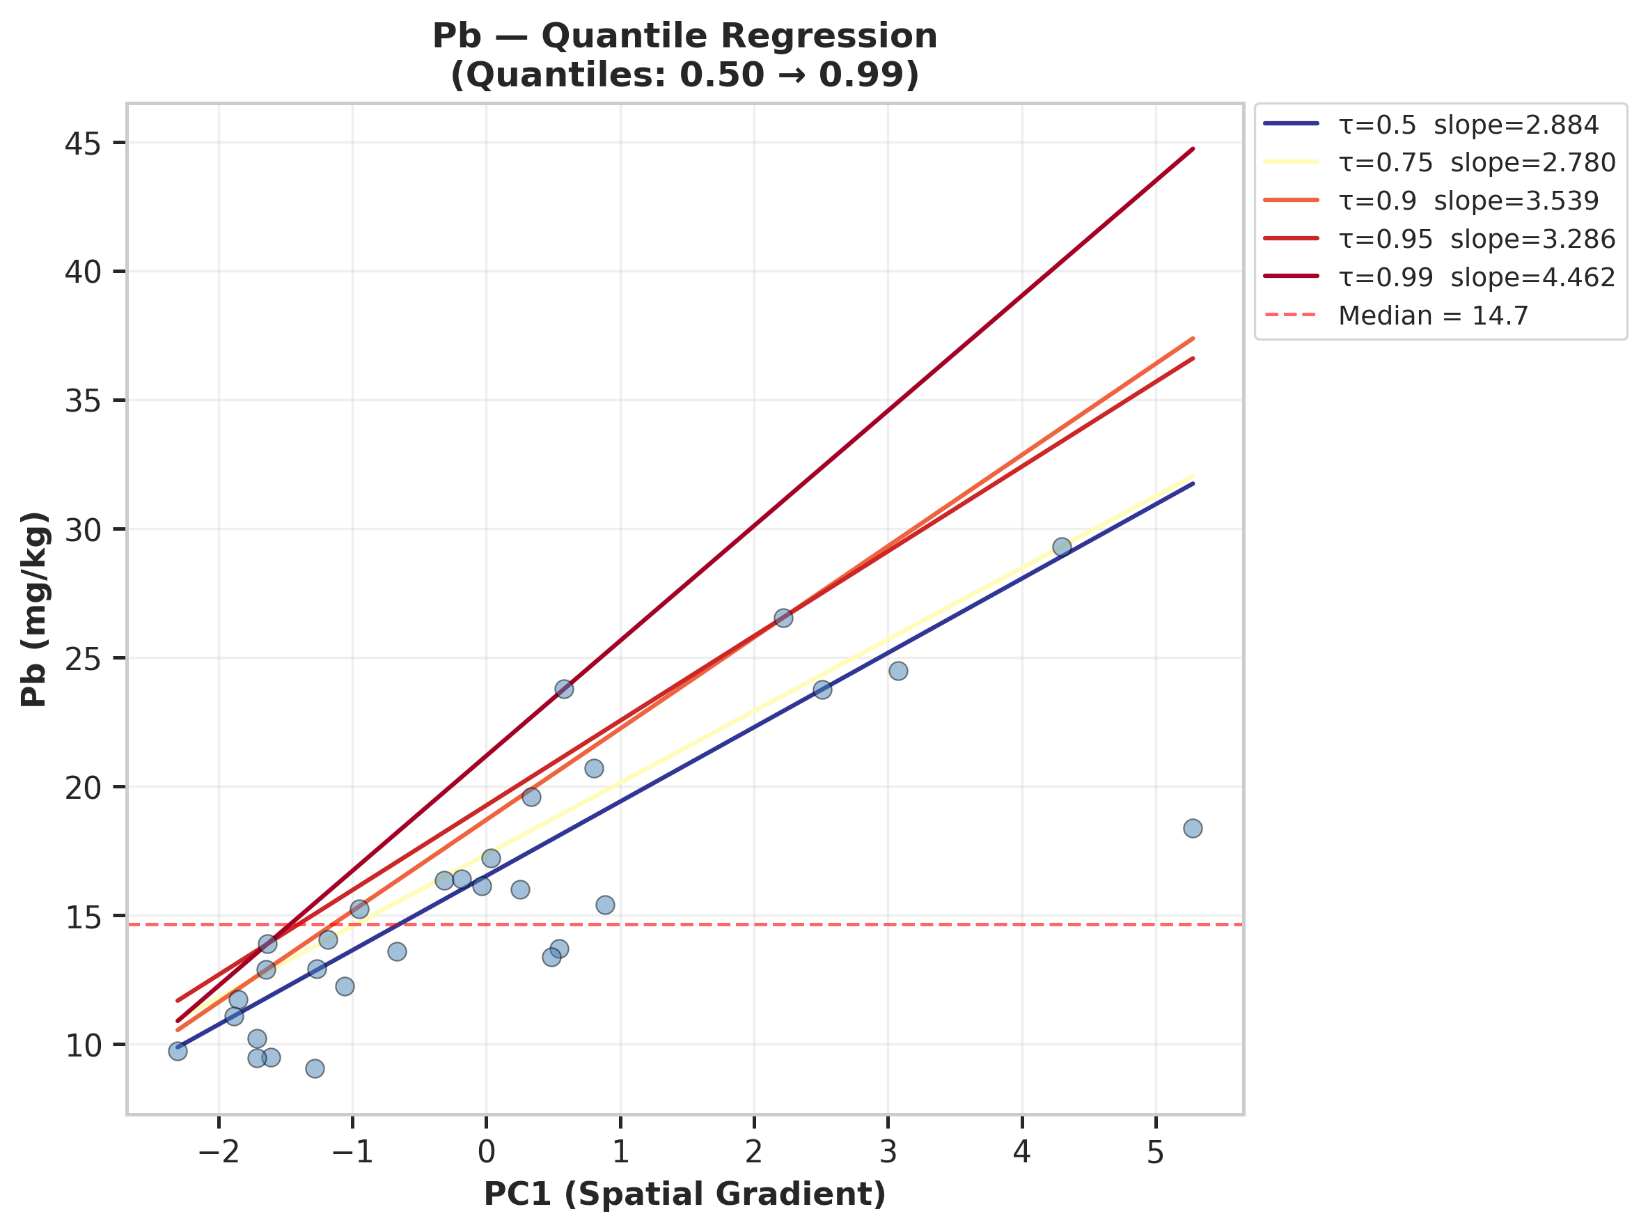 Pb — Quantile Regression
(Quantiles: 0.50 → 0.99)
τ=0.5  slope=2.884
τ=0.75  slope=2.780
τ=0.9  slope=3.539
τ=0.95  slope=3.286
τ=0.99  slope=4.462
Median = 14.7
Pb (mg/kg)
45
40
35
30
25
20
15
10
−2 −1 0 1 2 3 4 5
PC1 (Spatial Gradient)